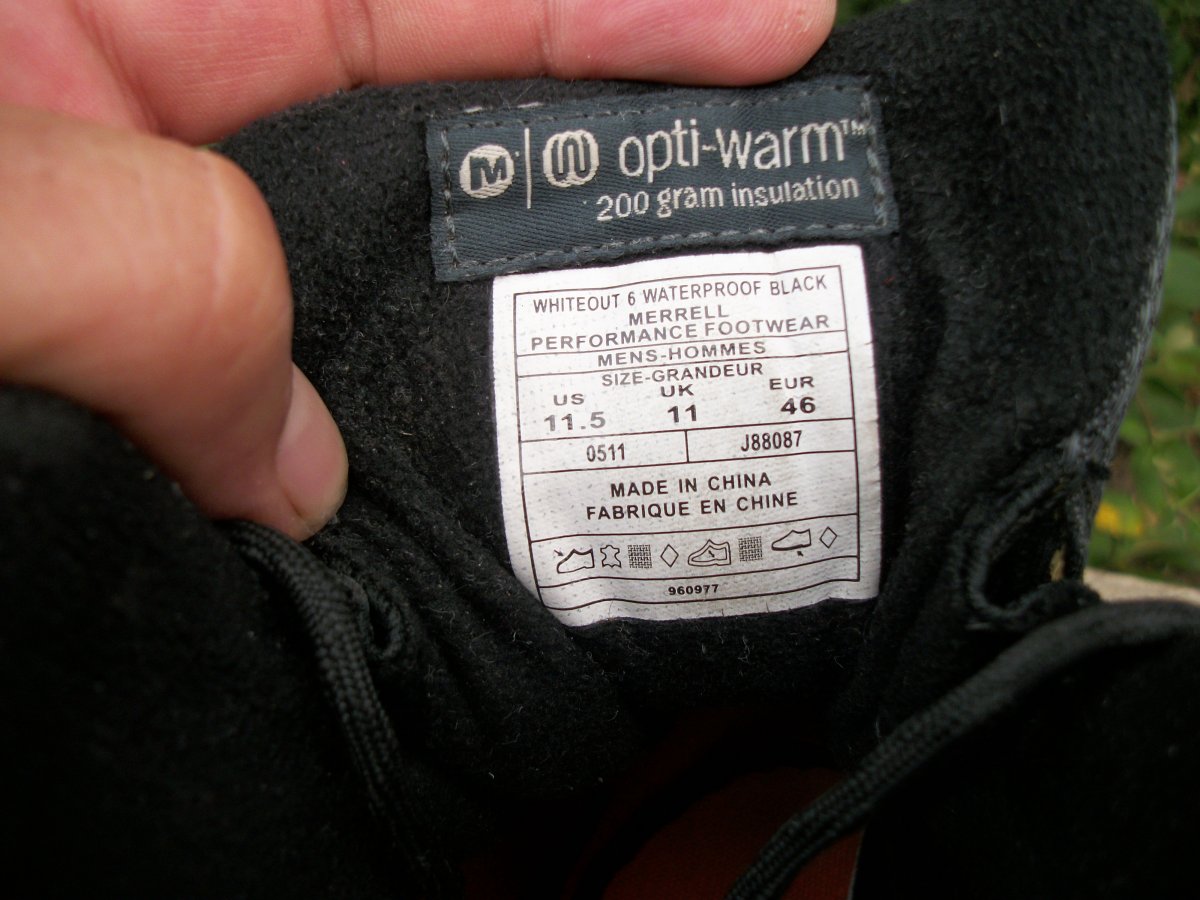 M opti-warm™
200 gram insulation
WHITEOUT 6 WATERPROOF BLACK
MERRELL
PERFORMANCE FOOTWEAR
MENS-HOMMES
SIZE-GRANDEUR
US UK EUR
11.5 11 46
0511 J88087
MADE IN CHINA
FABRIQUE EN CHINE
960977